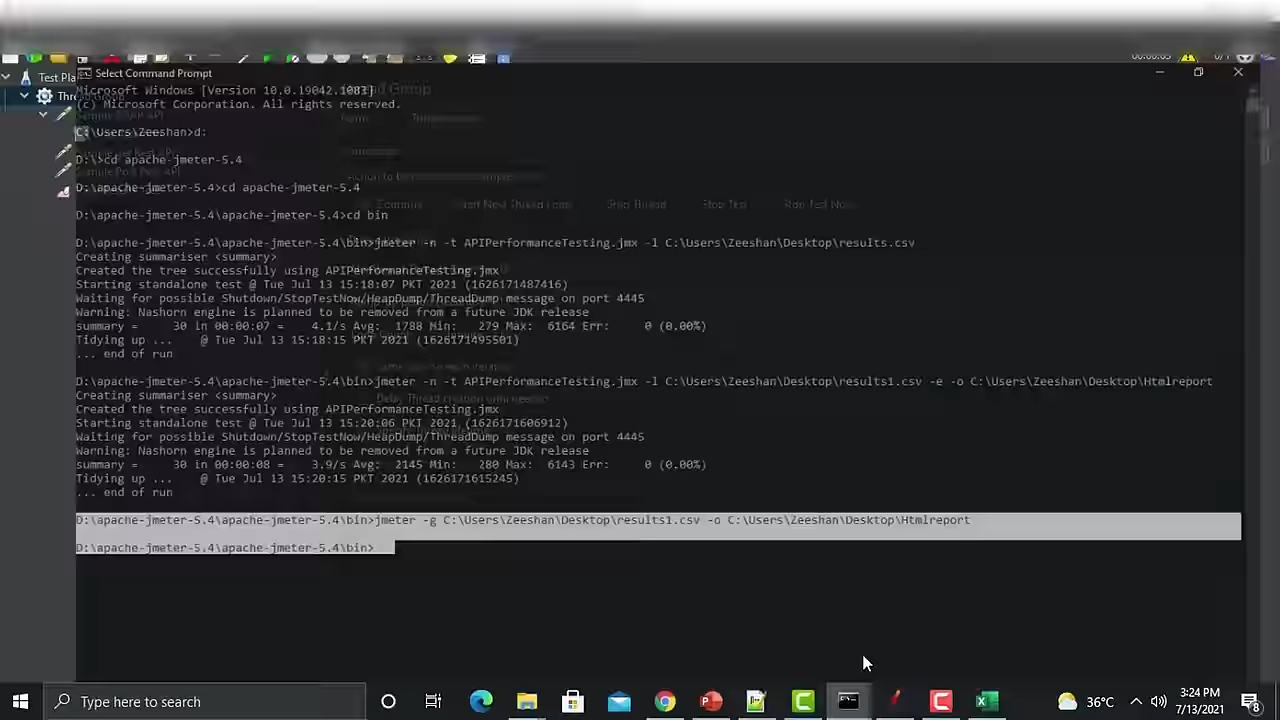 00:00:05
0/1
Test Pla
Select Command Prompt
Microsoft Windows [Version 10.0.19042.1083]
(c) Microsoft Corporation. All rights reserved.
C:\Users\Zeeshan>d:
D:\>cd apache-jmeter-5.4
D:\apache-jmeter-5.4>cd apache-jmeter-5.4
D:\apache-jmeter-5.4\apache-jmeter-5.4>cd bin
D:\apache-jmeter-5.4\apache-jmeter-5.4\bin>jmeter -n -t APIPerformanceTesting.jmx -l C:\Users\Zeeshan\Desktop\results.csv
Creating summariser <summary>
Created the tree successfully using APIPerformanceTesting.jmx
Starting standalone test @ Tue Jul 13 15:18:07 PKT 2021 (1626171487416)
Waiting for possible Shutdown/StopTestNow/HeapDump/ThreadDump message on port 4445
Warning: Nashorn engine is planned to be removed from a future JDK release
summary = 30 in 00:00:07 = 4.1/s Avg: 1788 Min: 279 Max: 6164 Err: 0 (0.00%)
Tidying up ... @ Tue Jul 13 15:18:15 PKT 2021 (1626171495501)
... end of run
D:\apache-jmeter-5.4\apache-jmeter-5.4\bin>jmeter -n -t APIPerformanceTesting.jmx -l C:\Users\Zeeshan\Desktop\results1.csv -e -o C:\Users\Zeeshan\Desktop\Htmlreport
Creating summariser <summary>
Created the tree successfully using APIPerformanceTesting.jmx
Starting standalone test @ Tue Jul 13 15:20:06 PKT 2021 (1626171606912)
Waiting for possible Shutdown/StopTestNow/HeapDump/ThreadDump message on port 4445
Warning: Nashorn engine is planned to be removed from a future JDK release
summary = 30 in 00:00:08 = 3.9/s Avg: 2145 Min: 280 Max: 6143 Err: 0 (0.00%)
Tidying up ... @ Tue Jul 13 15:20:15 PKT 2021 (1626171615245)
... end of run
D:\apache-jmeter-5.4\apache-jmeter-5.4\bin>jmeter -g C:\Users\Zeeshan\Desktop\results1.csv -o C:\Users\Zeeshan\Desktop\Htmlreport
D:\apache-jmeter-5.4\apache-jmeter-5.4\bin>
Delay Thread creation until needed
Type here to search
36°C
3:24 PM
7/13/2021
8